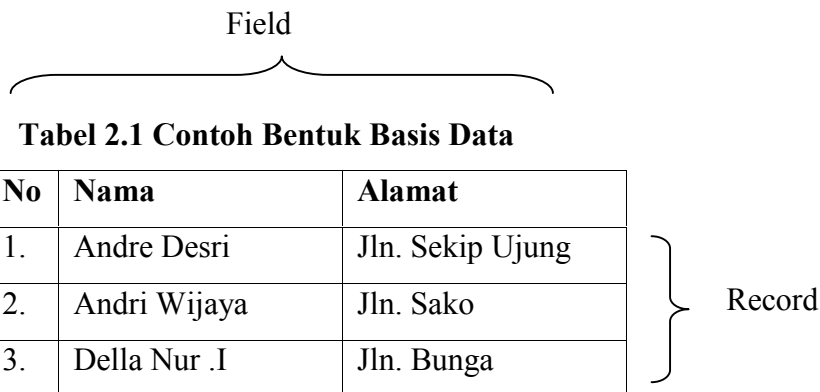 Field
Tabel 2.1 Contoh Bentuk Basis Data
No Nama Alamat
1. Andre Desri Jln. Sekip Ujung
2. Andri Wijaya Jln. Sako
3. Della Nur .I Jln. Bunga
Record